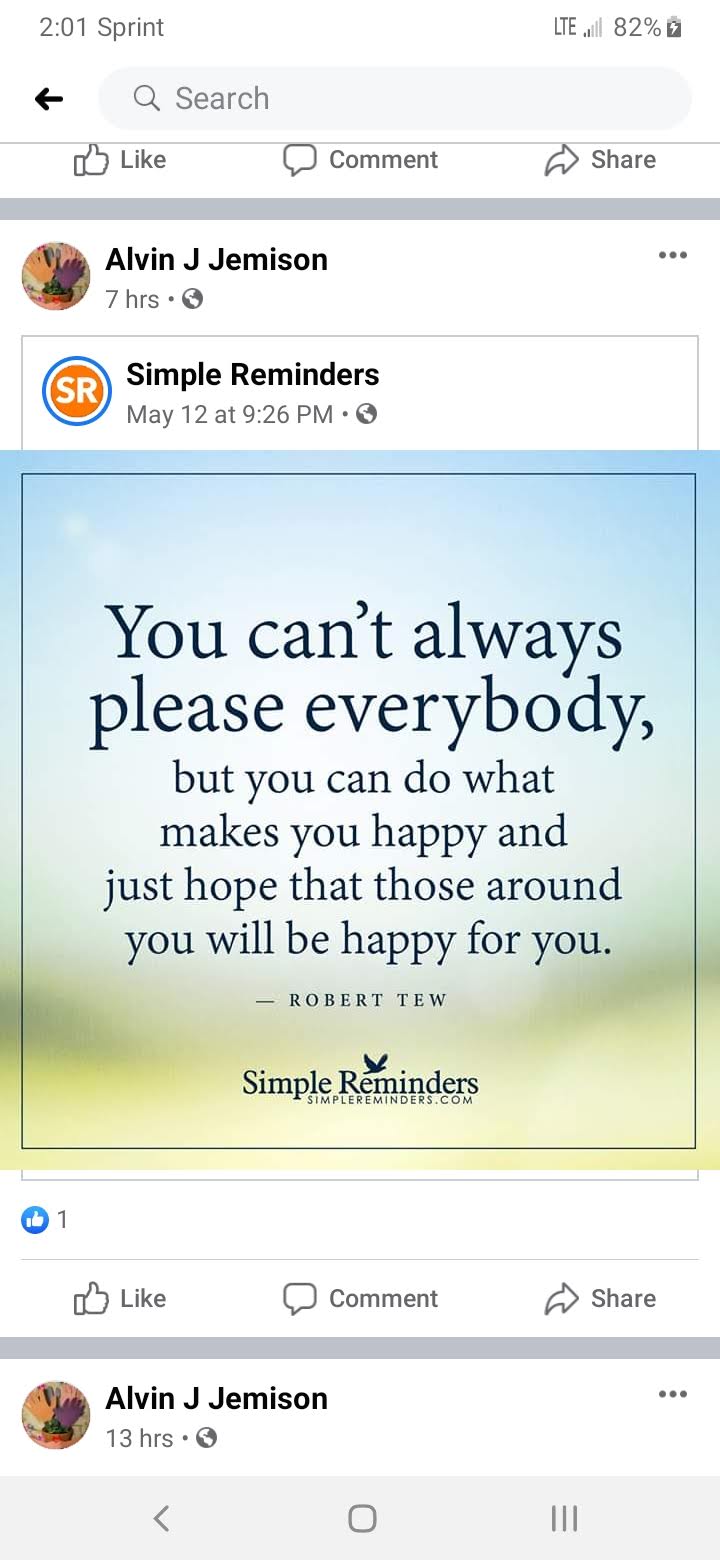 2:01 Sprint LTE 82%
Search
Like Comment Share
Alvin J Jemison
7 hrs •
SR Simple Reminders
May 12 at 9:26 PM •
You can't always
please everybody,
but you can do what
makes you happy and
just hope that those around
you will be happy for you.
— ROBERT TEW
Simple Reminders
SIMPLEREMINDERS.COM
1
Like Comment Share
Alvin J Jemison
13 hrs •